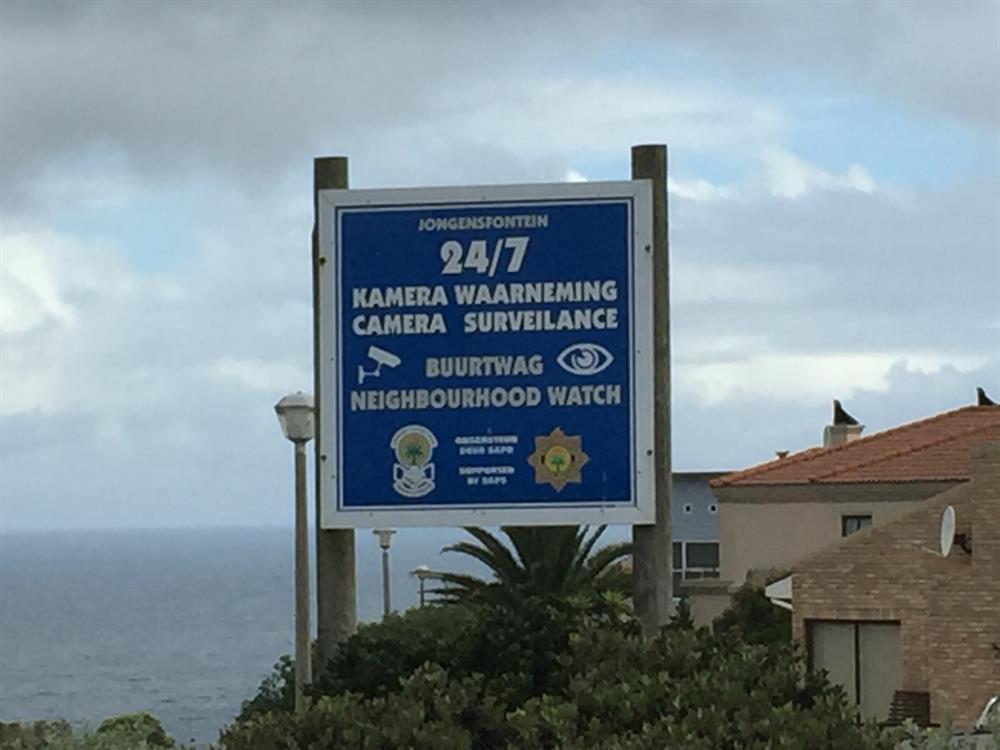 JONGENSFONTEIN
24/7
KAMERA WAARNEMING
CAMERA SURVEILANCE
BUURTWAG
NEIGHBOURHOOD WATCH
ONDERSTEUN
DEUR SAPD
SUPPORTED
BY SAPS